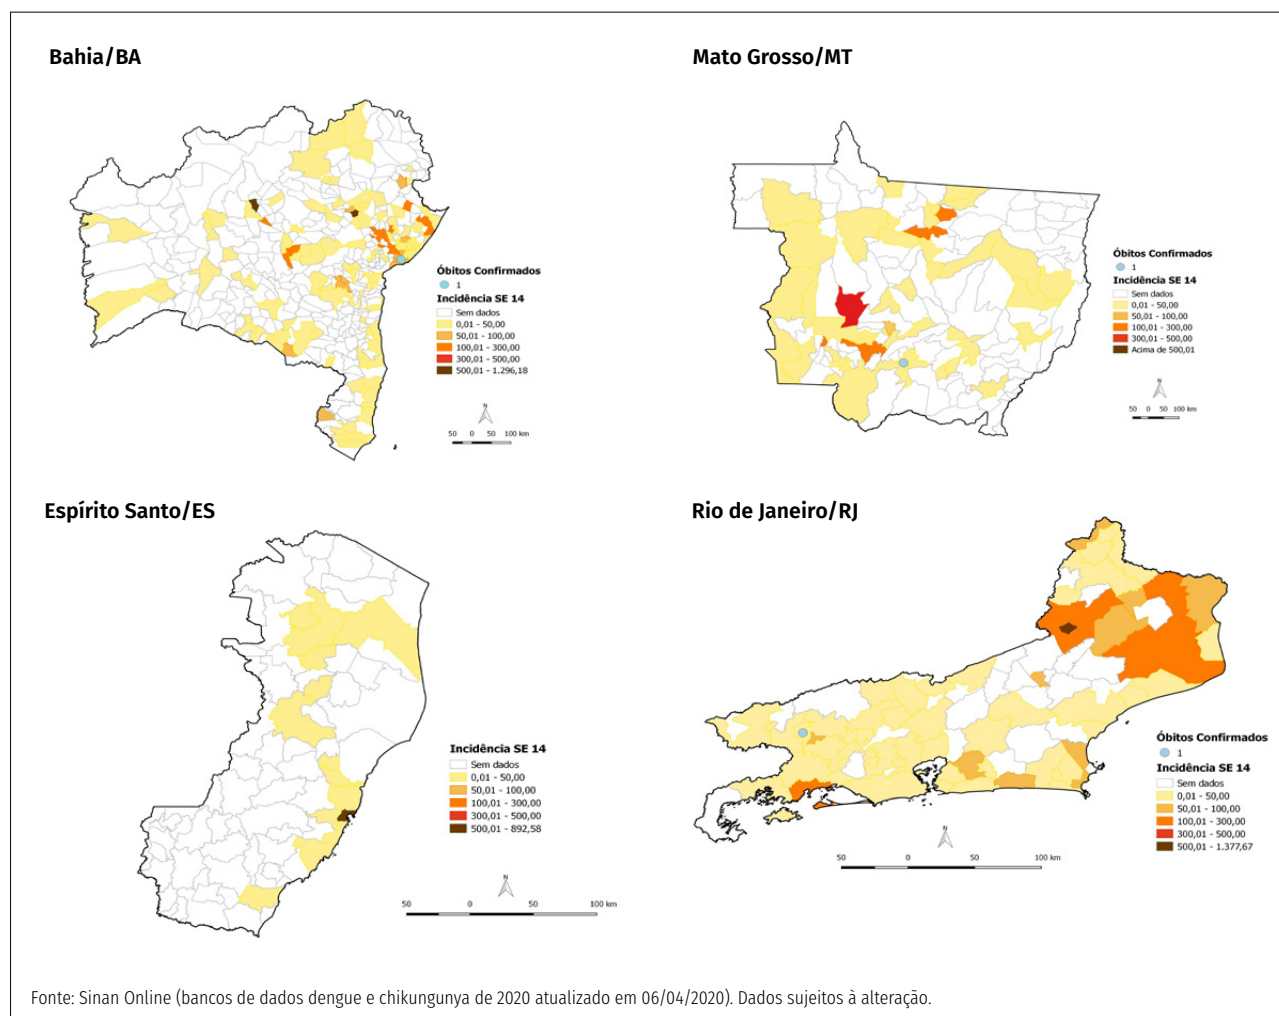 Bahia/BA
Óbitos Confirmados
1
Incidência SE 14
Sem dados
0,01 - 50,00
50,01 - 100,00
100,01 - 300,00
300,01 - 500,00
500,01 - 1.296,18
N
50 0 50 100 km
Mato Grosso/MT
Óbitos Confirmados
1
Incidência SE 14
Sem dados
0,01 - 50,00
50,01 - 100,00
100,01 - 300,00
300,01 - 500,00
Acima de 500,01
N
50 0 50 100 km
Espírito Santo/ES
Incidência SE 14
Sem dados
0,01 - 50,00
50,01 - 100,00
100,01 - 300,00
300,01 - 500,00
500,01 - 892,58
N
50 0 50 100 km
Rio de Janeiro/RJ
Óbitos Confirmados
1
Incidência SE 14
Sem dados
0,01 - 50,00
50,01 - 100,00
100,01 - 300,00
300,01 - 500,00
500,01 - 1.377,67
N
50 0 50 100 km
Fonte: Sinan Online (bancos de dados dengue e chikungunya de 2020 atualizado em 06/04/2020). Dados sujeitos à alteração.